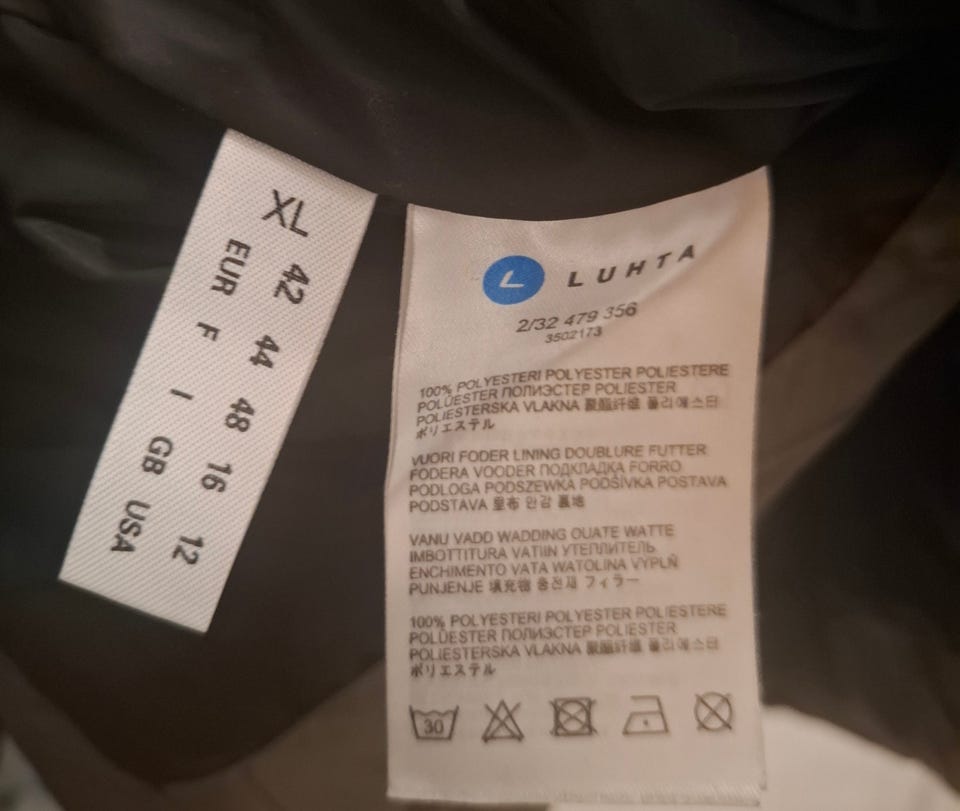 XL 42 44 48 16 12
EUR F I GB USA
L LUHTA
2/32 479 356
3502173
100% POLYESTERI POLYESTER POLIESTERE
POLÜESTER ПОЛИЭСТЕР POLIESTER
POLIESTERSKA VLAKNA 聚酯纤维 폴리에스터
ポリエステル
VUORI FODER LINING DOUBLURE FUTTER
FODERA VOODER ПОДКЛАДКА FORRO
PODLOGA PODSZEWKA PODŠÍVKA POSTAVA
PODSTAVA 里布 안감 裏地
VANU VADD WADDING OUATE WATTE
IMBOTTITURA VATIIN УТЕПЛИТЕЛЬ
ENCHIMENTO VATA WATOLINA VÝPLŇ
PUNJENJE 填充物 충전재 フィラー
100% POLYESTERI POLYESTER POLIESTERE
POLÜESTER ПОЛИЭСТЕР POLIESTER
POLIESTERSKA VLAKNA 聚酯纤维 폴리에스터
ポリエステル
30